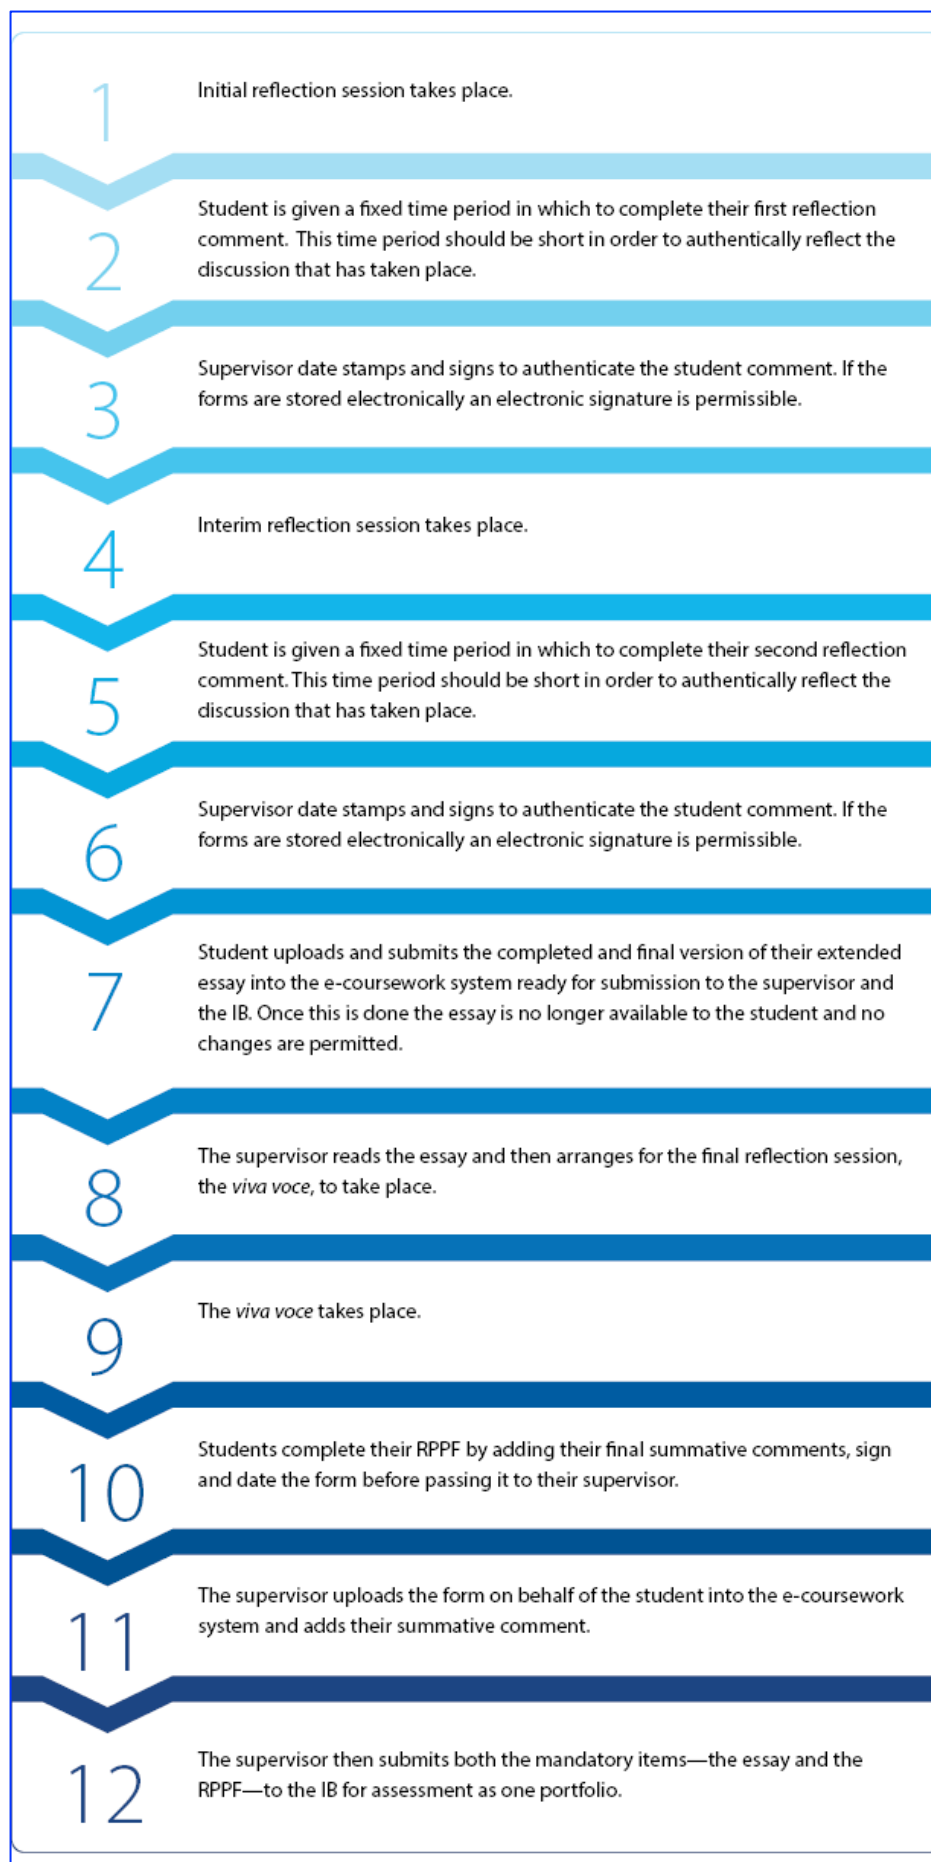 1
Initial reflection session takes place.
2
Student is given a fixed time period in which to complete their first reflection
comment. This time period should be short in order to authentically reflect the
discussion that has taken place.
3
Supervisor date stamps and signs to authenticate the student comment. If the
forms are stored electronically an electronic signature is permissible.
4
Interim reflection session takes place.
5
Student is given a fixed time period in which to complete their second reflection
comment. This time period should be short in order to authentically reflect the
discussion that has taken place.
6
Supervisor date stamps and signs to authenticate the student comment. If the
forms are stored electronically an electronic signature is permissible.
7
Student uploads and submits the completed and final version of their extended
essay into the e-coursework system ready for submission to the supervisor and
the IB. Once this is done the essay is no longer available to the student and no
changes are permitted.
8
The supervisor reads the essay and then arranges for the final reflection session,
the viva voce, to take place.
9
The viva voce takes place.
10
Students complete their RPPF by adding their final summative comments, sign
and date the form before passing it to their supervisor.
11
The supervisor uploads the form on behalf of the student into the e-coursework
system and adds their summative comment.
12
The supervisor then submits both the mandatory items—the essay and the
RPPF—to the IB for assessment as one portfolio.